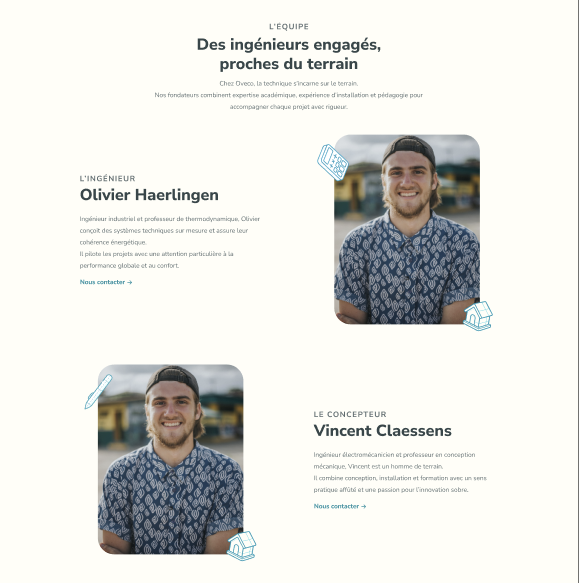 L'ÉQUIPE
Des ingénieurs engagés,
proches du terrain
Chez Oveco, la technique s'incarne sur le terrain.
Nos fondateurs combinent expertise académique, expérience d'installation et pédagogie pour
accompagner chaque projet avec rigueur.
L'INGÉNIEUR
Olivier Haerlingen
Ingénieur industriel et professeur de thermodynamique, Olivier
conçoit des systèmes techniques sur mesure et assure leur
cohérence énergétique.
Il pilote les projets avec une attention particulière à la
performance globale et au confort.
Nous contacter →
LE CONCEPTEUR
Vincent Claessens
Ingénieur électromécanicien et professeur en conception
mécanique, Vincent est un homme de terrain.
Il combine conception, installation et formation avec un sens
pratique affûté et une passion pour l'innovation sobre.
Nous contacter →